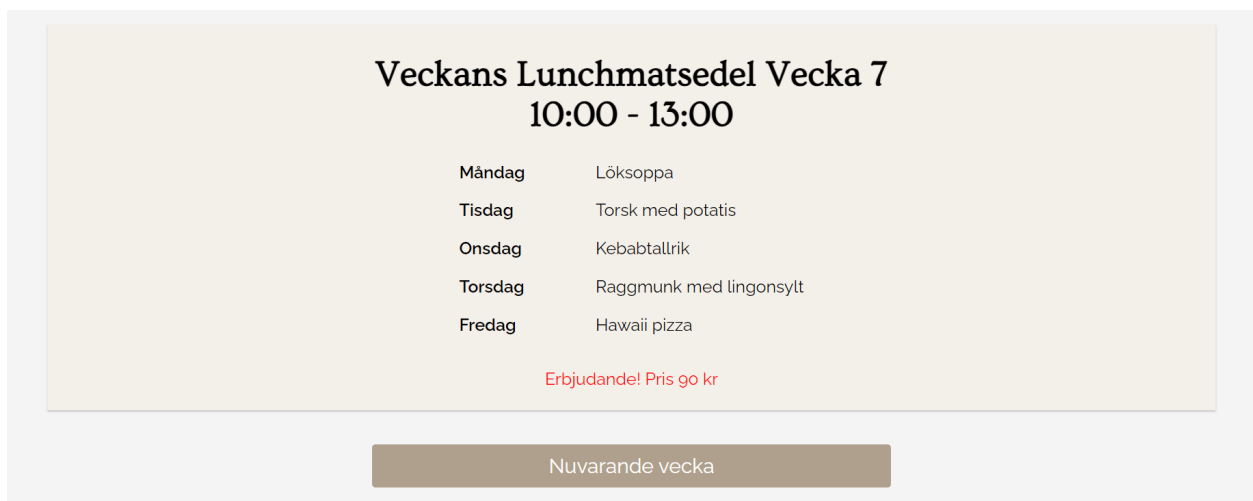 Veckans Lunchmatsedel Vecka 7
10:00 - 13:00
Måndag Löksoppa
Tisdag Torsk med potatis
Onsdag Kebabtallrik
Torsdag Raggmunk med lingonsylt
Fredag Hawaii pizza
Erbjudande! Pris 90 kr
Nuvarande vecka